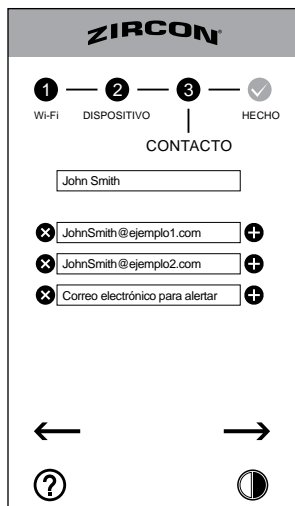 ZIRCON
1 2 3
Wi-Fi DISPOSITIVO HECHO
CONTACTO
John Smith
JohnSmith@ejemplo1.com
JohnSmith@ejemplo2.com
Correo electrónico para alertar
?